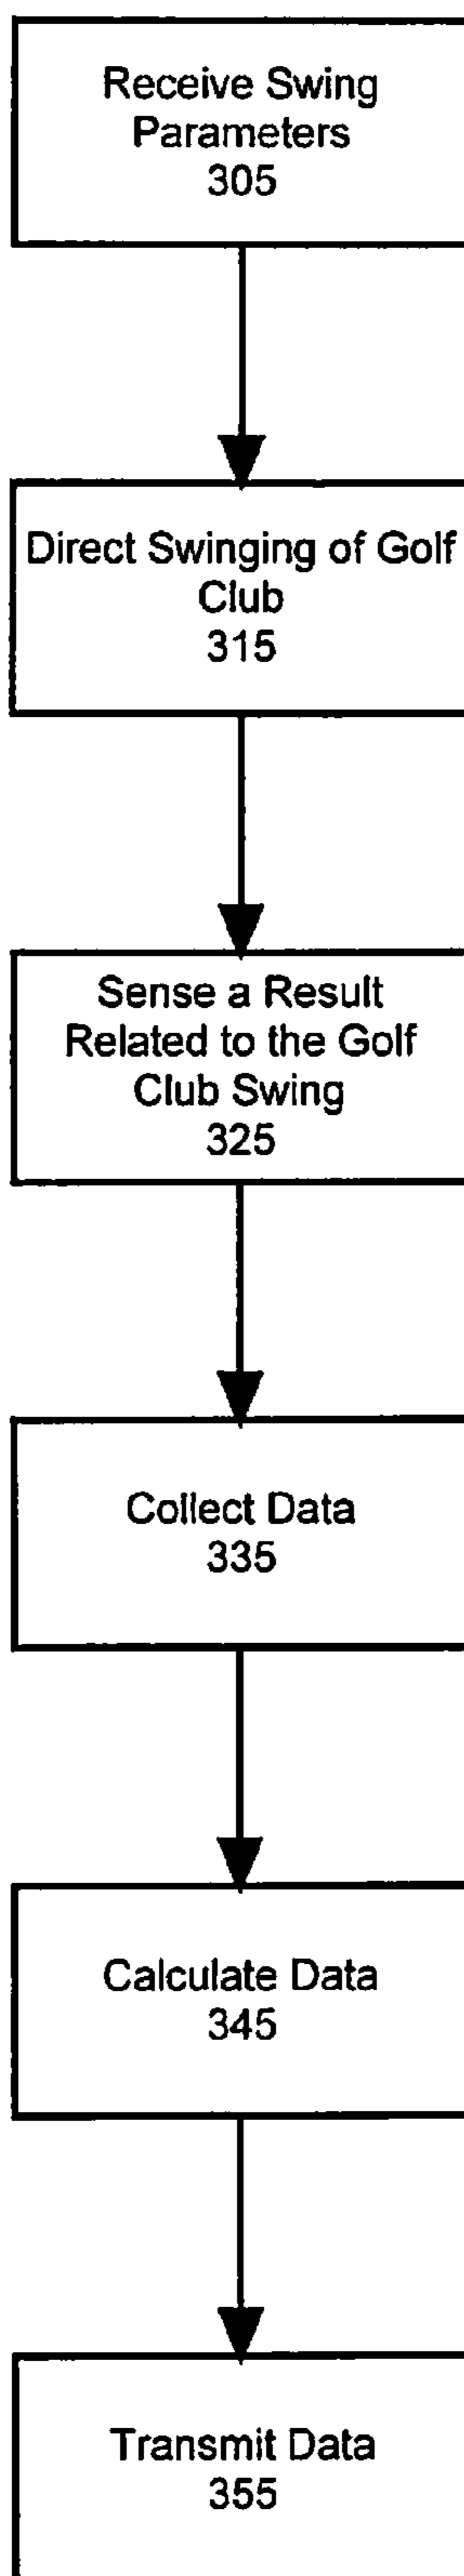 Receive Swing
Parameters
305
Direct Swinging of Golf
Club
315
Sense a Result
Related to the Golf
Club Swing
325
Collect Data
335
Calculate Data
345
Transmit Data
355